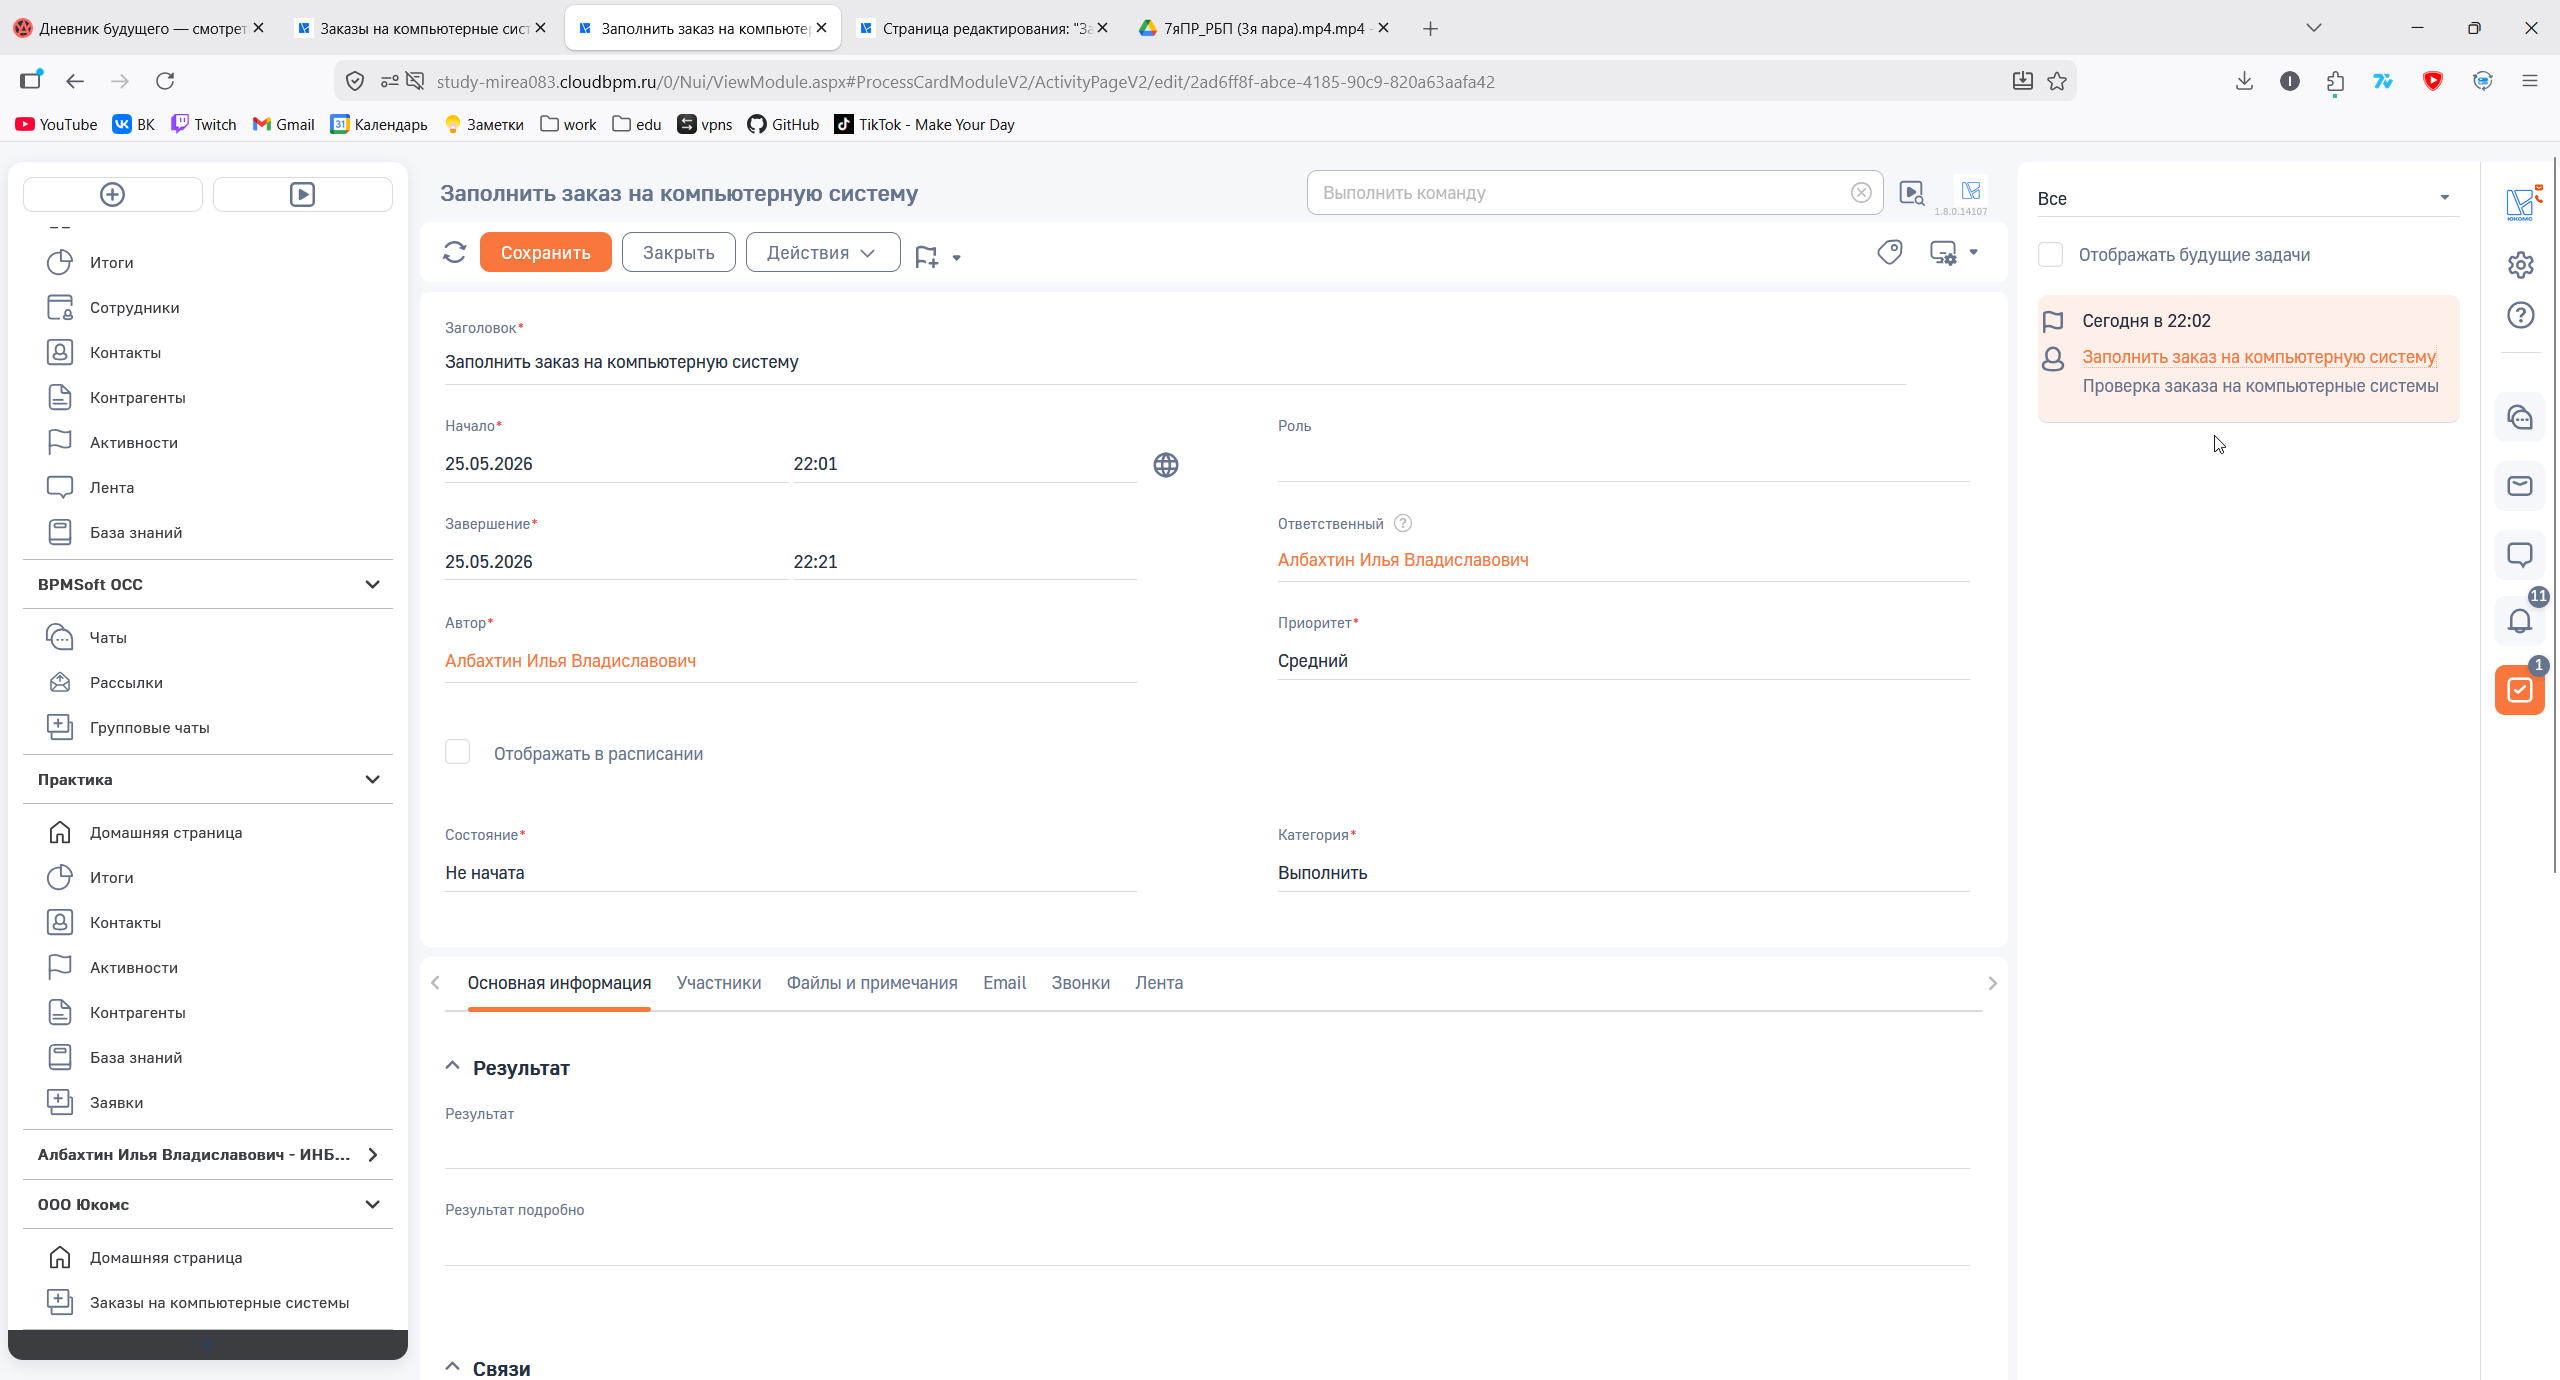 Дневник будущего — смотрет
Заказы на компьютерные сист
Заполнить заказ на компьюте
Страница редактирования: "За
7яПР_РБП (3я пара).mp4.mp4 -
study-mirea083.cloudbpm.ru/0/Nui/ViewModule.aspx#ProcessCardModuleV2/ActivityPageV2/edit/2ad6ff8f-abce-4185-90c9-820a63aafa42
YouTube
ВК
Twitch
Gmail
31
Календарь
Заметки
work
edu
vpns
GitHub
TikTok - Make Your Day
Итоги
Сотрудники
Контакты
Контрагенты
Активности
Лента
База знаний
BPMSoft ОСС
Чаты
Рассылки
Групповые чаты
Практика
Домашняя страница
Итоги
Контакты
Активности
Контрагенты
База знаний
Заявки
Албахтин Илья Владиславович - ИНБ...
ООО Юкомс
Домашняя страница
Заказы на компьютерные системы
Заполнить заказ на компьютерную систему
Выполнить команду
1.8.0.14107
Сохранить
Закрыть
Действия
Заголовок*
Заполнить заказ на компьютерную систему
Начало*
25.05.2026
22:01
Роль
Завершение*
25.05.2026
22:21
Ответственный ?
Албахтин Илья Владиславович
Автор*
Албахтин Илья Владиславович
Приоритет*
Средний
Отображать в расписании
Состояние*
Не начата
Категория*
Выполнить
Основная информация
Участники
Файлы и примечания
Email
Звонки
Лента
Результат
Результат
Результат подробно
Связи
Все
Отображать будущие задачи
Сегодня в 22:02
Заполнить заказ на компьютерную систему
Проверка заказа на компьютерные системы
ЮКОМС
11
1